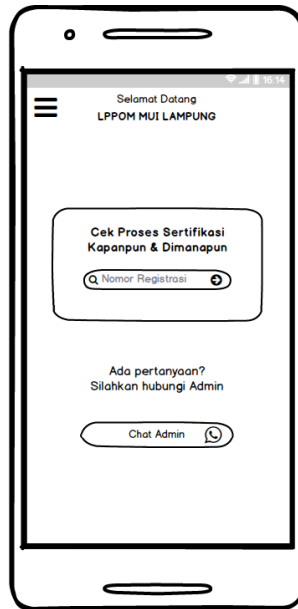 16:14
Selamat Datang
LPPOM MUI LAMPUNG
Cek Proses Sertifikasi
Kapanpun & Dimanapun
Nomor Registrasi
Ada pertanyaan?
Silahkan hubungi Admin
Chat Admin